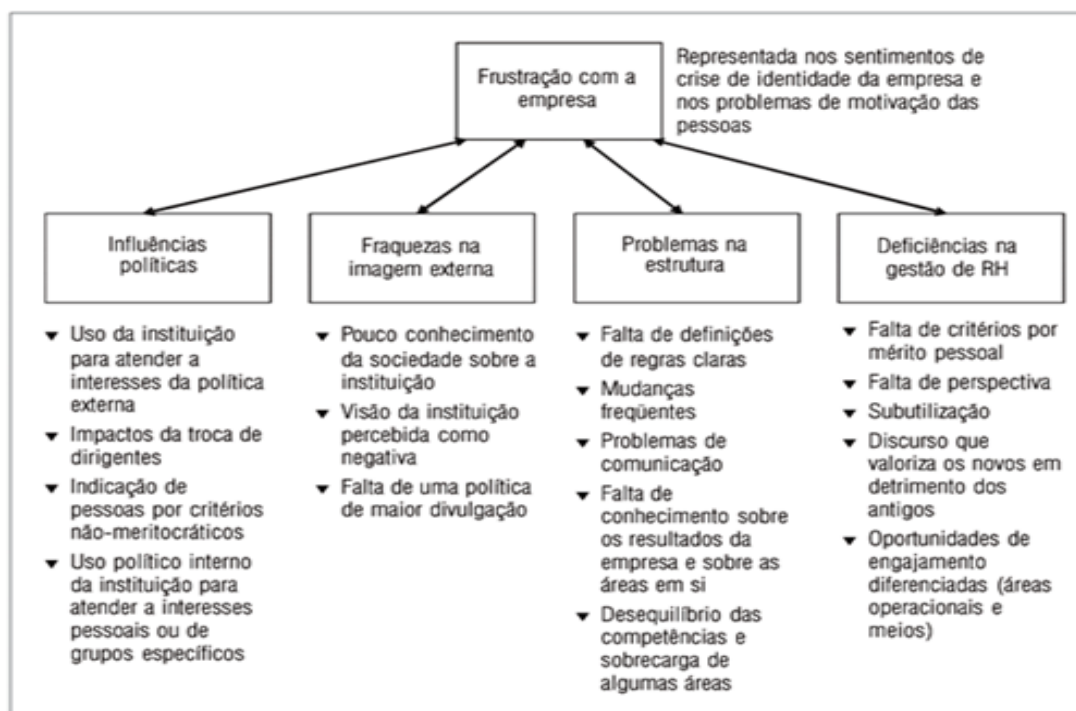 Frustração com a
empresa
Representada nos sentimentos de
crise de identidade da empresa e
nos problemas de motivação das
pessoas
Influências
políticas
▼ Uso da instituição
para atender a
interesses da política
externa
▼ Impactos da troca de
dirigentes
▼ Indicação de
pessoas por critérios
não-meritocráticos
▼ Uso político interno
da instituição para
atender a interesses
pessoais ou de
grupos específicos
Fraquezas na
imagem externa
▼ Pouco conhecimento
da sociedade sobre a
instituição
▼ Visão da instituição
percebida como
negativa
▼ Falta de uma política
de maior divulgação
Problemas na
estrutura
▼ Falta de definições
de regras claras
▼ Mudanças
freqüentes
▼ Problemas de
comunicação
▼ Falta de
conhecimento sobre
os resultados da
empresa e sobre as
áreas em si
▼ Desequilíbrio das
competências e
sobrecarga de
algumas áreas
Deficiências na
gestão de RH
▼ Falta de critérios por
mérito pessoal
▼ Falta de perspectiva
▼ Subutilização
▼ Discurso que
valoriza os novos em
detrimento dos
antigos
▼ Oportunidades de
engajamento
diferenciadas (áreas
operacionais e
meios)